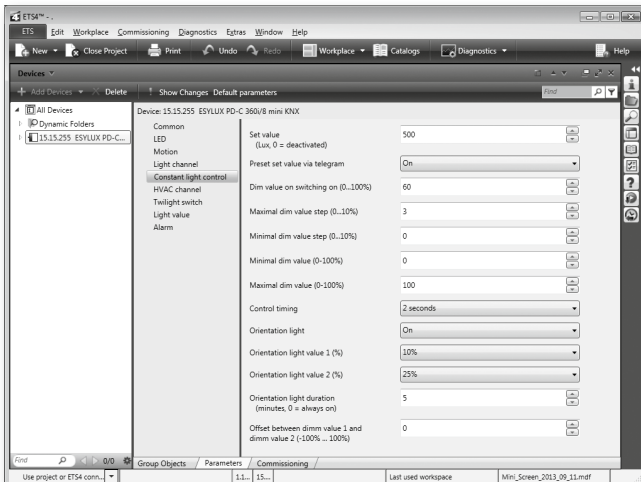 ETS4™ - .
ETS Edit Workplace Commissioning Diagnostics Extras Window Help
New Close Project Print Undo Redo Workplace Catalogs Diagnostics Help
Devices
Add Devices Delete Show Changes Default parameters Find
All Devices
Dynamic Folders
15.15.255 ESYLUX PD-C...
Device: 15.15.255 ESYLUX PD-C 360i/8 mini KNX
Common
LED
Motion
Light channel
Constant light control
HVAC channel
Twilight switch
Light value
Alarm
Set value 500
(Lux, 0 = deactivated)
Preset set value via telegram On
Dim value on switching on (0...100%) 60
Maximal dim value step (0...10%) 3
Minimal dim value step (0...10%) 0
Minimal dim value (0-100%) 0
Maximal dim value (0-100%) 100
Control timing 2 seconds
Orientation light On
Orientation light value 1 (%) 10%
Orientation light value 2 (%) 25%
Orientation light duration 5
(minutes, 0 = always on)
Offset between dimm value 1 and 0
dimm value 2 (-100% ... 100%)
Find 0/0
Group Objects Parameters Commissioning
Use project or ETS4 conn... 1.1... 15.... Last used workspace Mini_Screen_2013_09_11.mdf